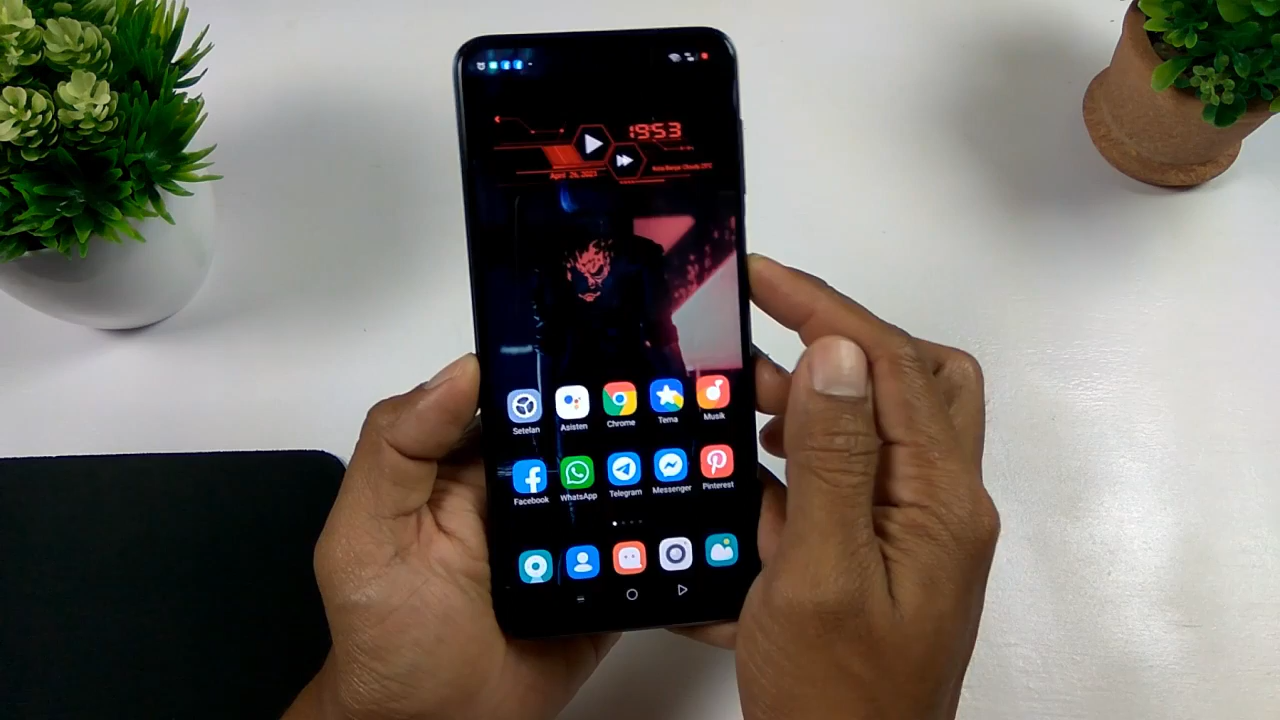 19:53
April 26, 2021
Setelan
Asisten
Chrome
Tema
Musik
Facebook
WhatsApp
Telegram
Messenger
Pinterest